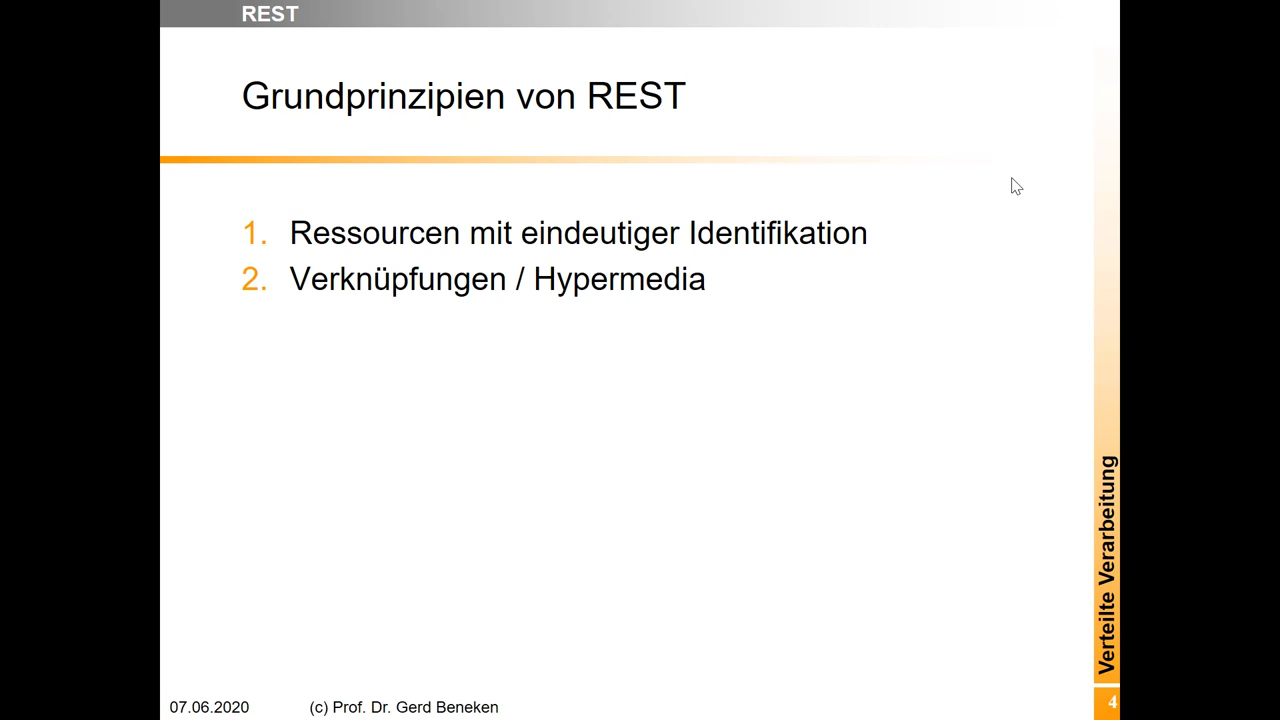 REST
Grundprinzipien von REST
1. Ressourcen mit eindeutiger Identifikation
2. Verknüpfungen / Hypermedia
Verteilte Verarbeitung
07.06.2020
(c) Prof. Dr. Gerd Beneken
4